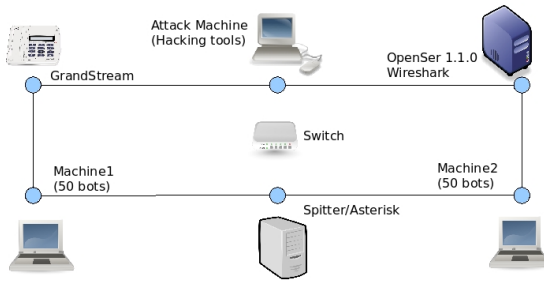 Attack Machine
(Hacking tools)
OpenSer 1.1.0
Wireshark
GrandStream
Switch
Machine1
(50 bots)
Machine2
(50 bots)
Spitter/Asterisk